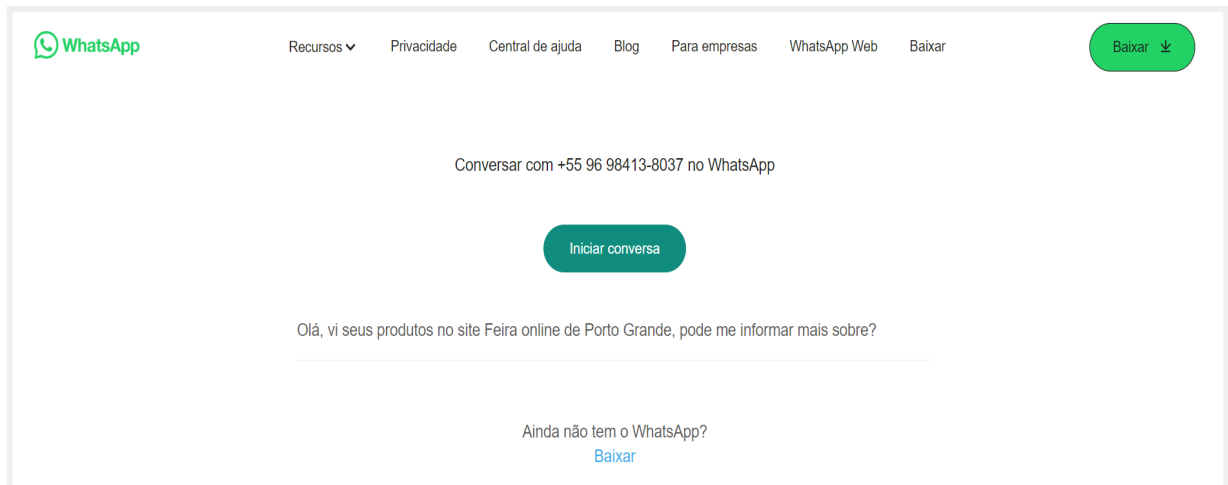 WhatsApp
Recursos Privacidade Central de ajuda Blog Para empresas WhatsApp Web Baixar Baixar
Conversar com +55 96 98413-8037 no WhatsApp
Iniciar conversa
Olá, vi seus produtos no site Feira online de Porto Grande, pode me informar mais sobre?
Ainda não tem o WhatsApp?
Baixar